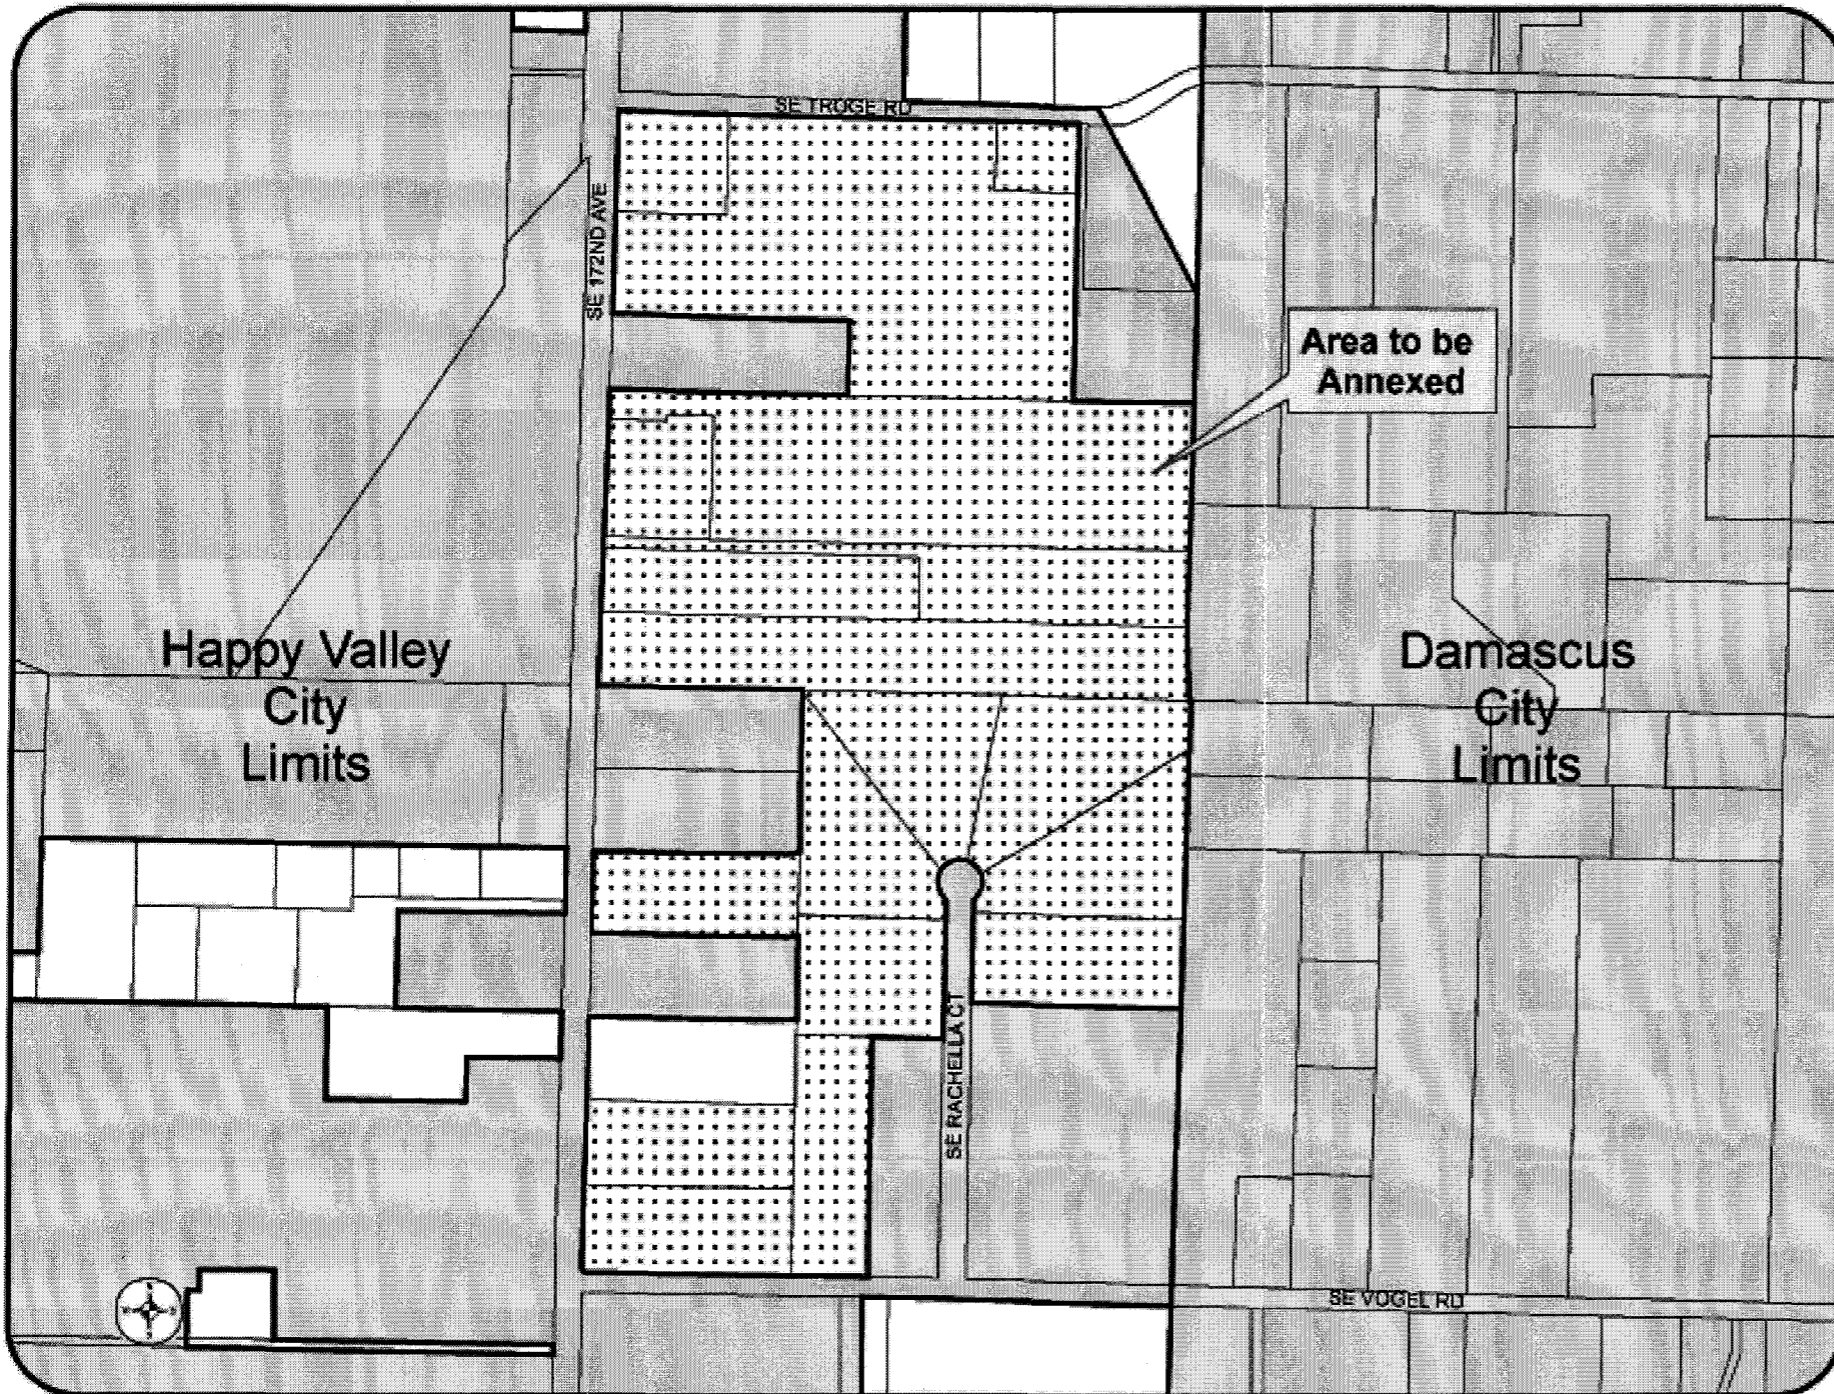 SE TROGE RD
SE 172ND AVE
Area to be
Annexed
Happy Valley
City
Limits
Damascus
City
Limits
SE RACHELLA CT
SE VOGEL RD